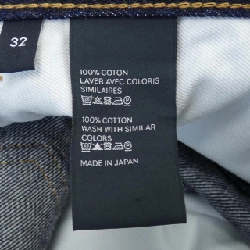 32
100% COTON
LAVER AVEC COLORIS
SIMILAIRES
100% COTTON
WASH WITH SIMILAR
COLORS
MADE IN JAPAN